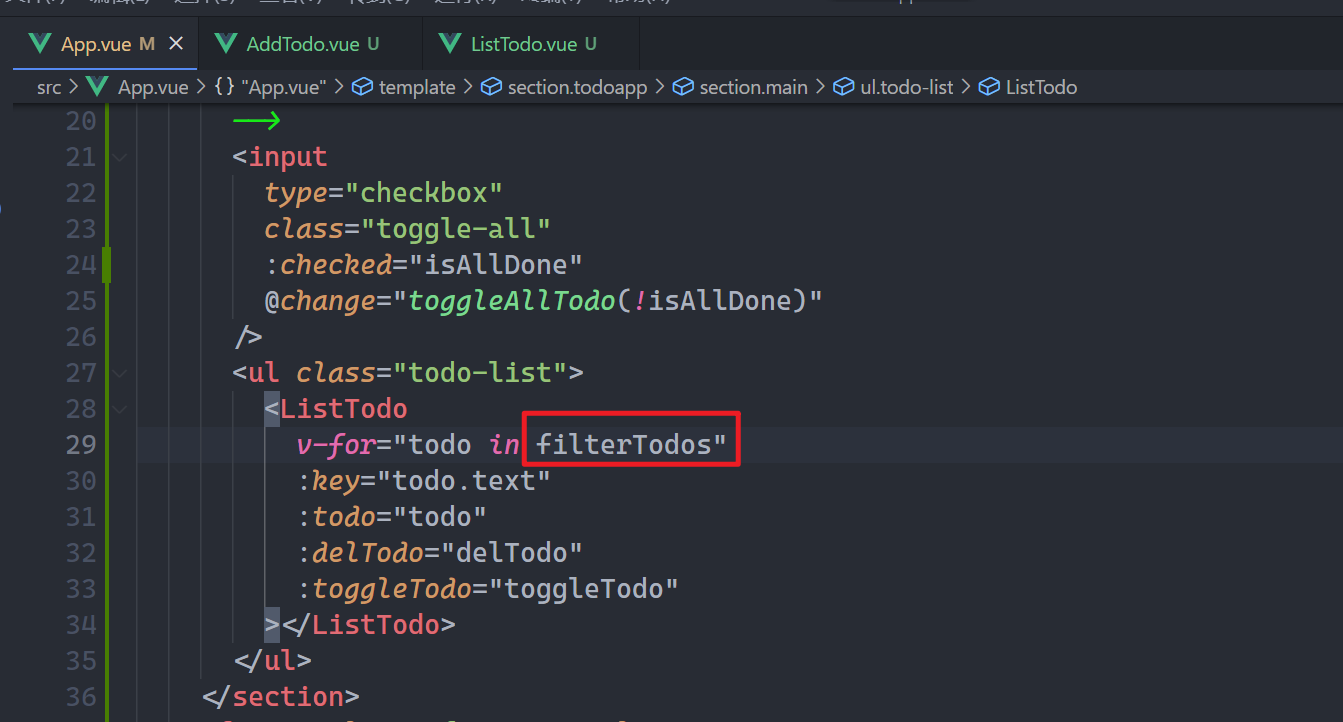 App.vue M AddTodo.vue U ListTodo.vue U
src > App.vue > {} "App.vue" > template > section.todoapp > section.main > ul.todo-list > ListTodo
20 -->
21 <input
22 type="checkbox"
23 class="toggle-all"
24 :checked="isAllDone"
25 @change="toggleAllTodo(!isAllDone)"
26 />
27 <ul class="todo-list">
28 <ListTodo
29 v-for="todo in filterTodos"
30 :key="todo.text"
31 :todo="todo"
32 :delTodo="delTodo"
33 :toggleTodo="toggleTodo"
34 ></ListTodo>
35 </ul>
36 </section>